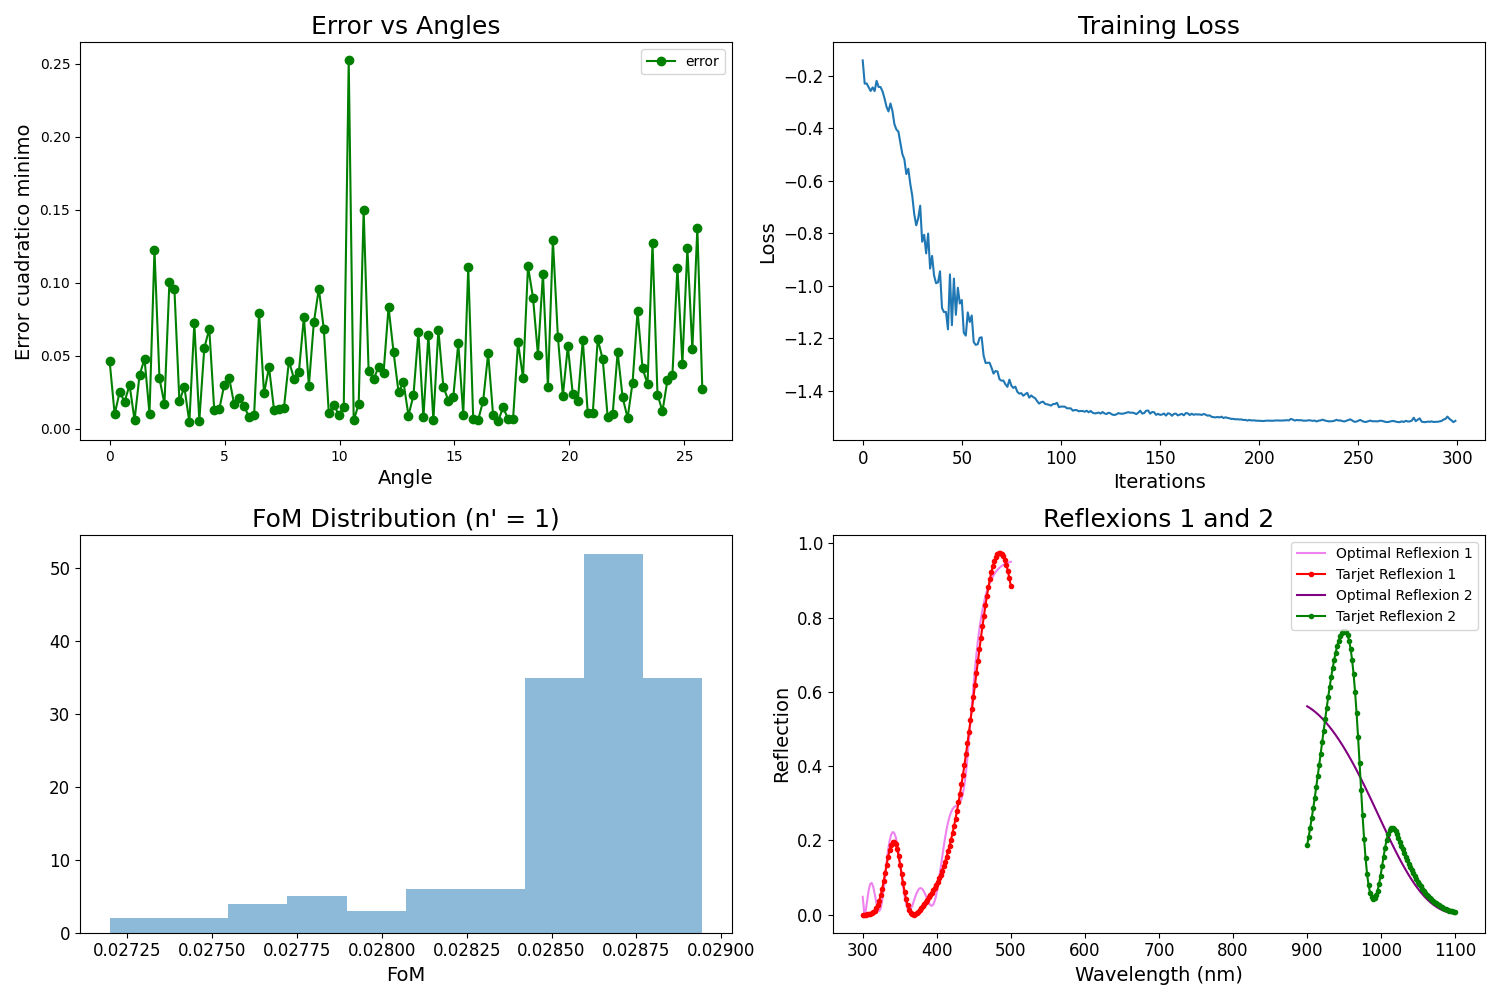 Error vs Angles
error
Error cuadratico minimo
0.25
0.20
0.15
0.10
0.05
0.00
0 5 10 15 20 25
Angle
Training Loss
Loss
−0.2
−0.4
−0.6
−0.8
−1.0
−1.2
−1.4
0 50 100 150 200 250 300
Iterations
FoM Distribution (n' = 1)
50
40
30
20
10
0
0.02725 0.02750 0.02775 0.02800 0.02825 0.02850 0.02875 0.02900
FoM
Reflexions 1 and 2
Optimal Reflexion 1
Tarjet Reflexion 1
Optimal Reflexion 2
Tarjet Reflexion 2
Reflection
1.0
0.8
0.6
0.4
0.2
0.0
300 400 500 600 700 800 900 1000 1100
Wavelength (nm)